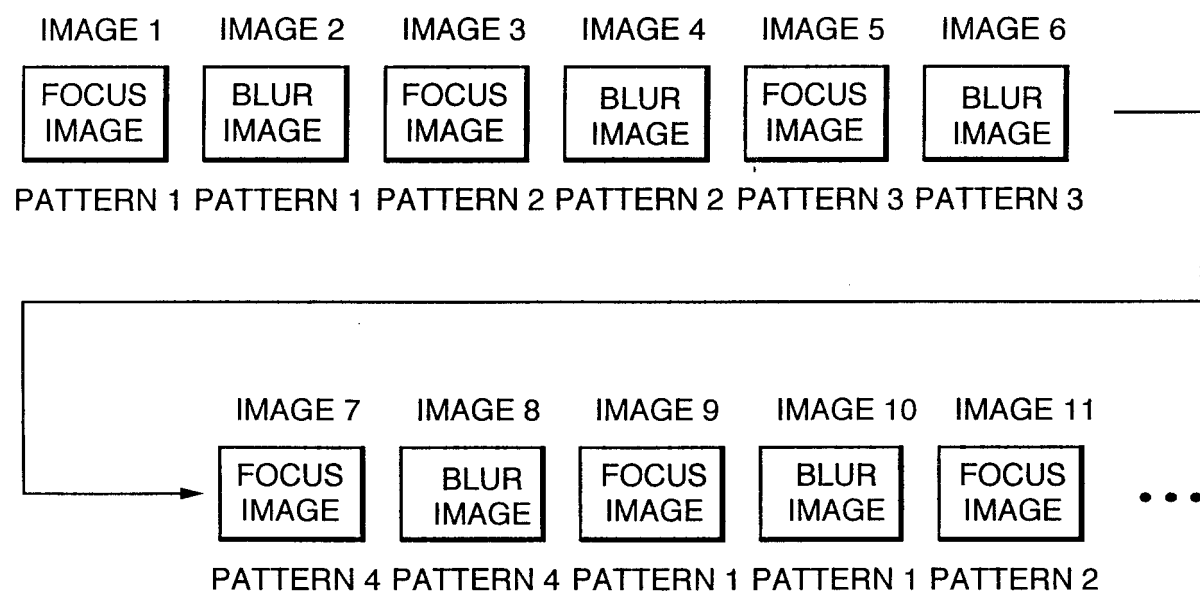 IMAGE 1 IMAGE 2 IMAGE 3 IMAGE 4 IMAGE 5 IMAGE 6
FOCUS BLUR FOCUS BLUR FOCUS BLUR
IMAGE IMAGE IMAGE IMAGE IMAGE IMAGE
PATTERN 1 PATTERN 1 PATTERN 2 PATTERN 2 PATTERN 3 PATTERN 3
IMAGE 7 IMAGE 8 IMAGE 9 IMAGE 10 IMAGE 11
FOCUS BLUR FOCUS BLUR FOCUS
IMAGE IMAGE IMAGE IMAGE IMAGE
PATTERN 4 PATTERN 4 PATTERN 1 PATTERN 1 PATTERN 2